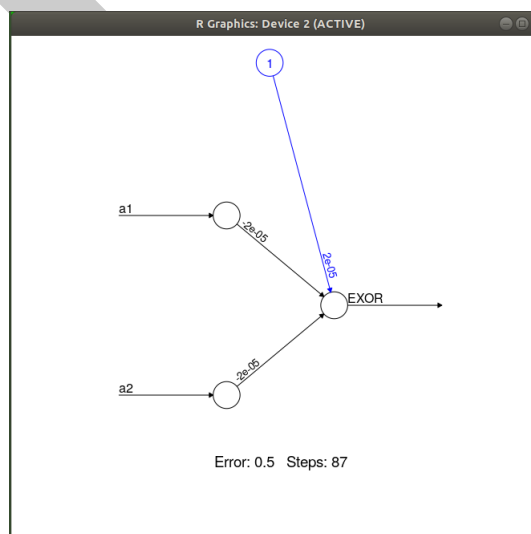 R Graphics: Device 2 (ACTIVE)
1
a1
-2e-05
2e-05
EXOR
-2e-05
a2
Error: 0.5 Steps: 87